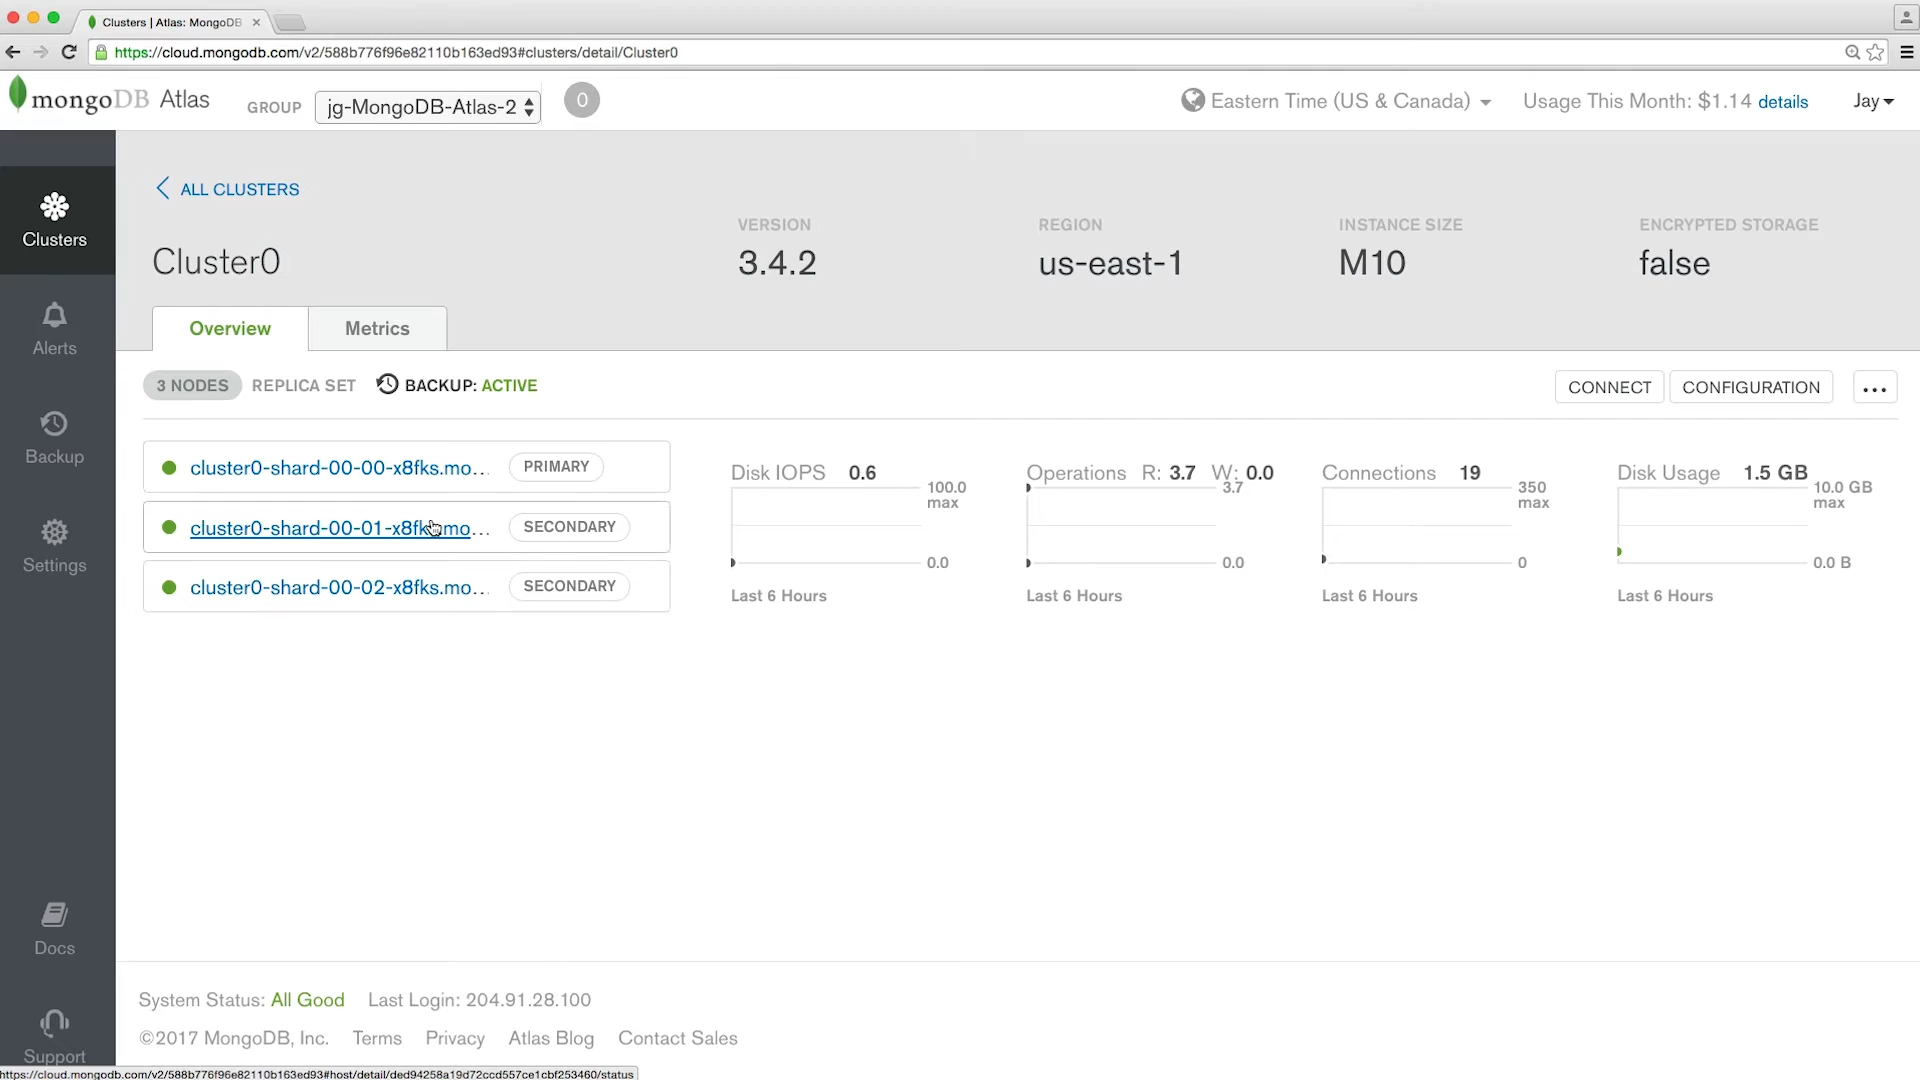 Clusters | Atlas: MongoDB
https://cloud.mongodb.com/v2/588b776f96e82110b163ed93#clusters/detail/Cluster0
mongoDB Atlas GROUP jg-MongoDB-Atlas-2 0 Eastern Time (US & Canada) Usage This Month: $1.14 details Jay
Clusters
Alerts
Backup
Settings
Docs
Support
ALL CLUSTERS
Cluster0
VERSION
3.4.2
REGION
us-east-1
INSTANCE SIZE
M10
ENCRYPTED STORAGE
false
Overview Metrics
3 NODES REPLICA SET BACKUP: ACTIVE CONNECT CONFIGURATION ...
cluster0-shard-00-00-x8fks.mo... PRIMARY
cluster0-shard-00-01-x8fks.mo... SECONDARY
cluster0-shard-00-02-x8fks.mo... SECONDARY
Disk IOPS 0.6
100.0
max
0.0
Last 6 Hours
Operations R: 3.7 W: 0.0
3.7
0.0
Last 6 Hours
Connections 19
350
max
0
Last 6 Hours
Disk Usage 1.5 GB
10.0 GB
max
0.0 B
Last 6 Hours
System Status: All Good Last Login: 204.91.28.100
©2017 MongoDB, Inc. Terms Privacy Atlas Blog Contact Sales
https://cloud.mongodb.com/v2/588b776f96e82110b163ed93#host/detail/ded94258a19d72ccd557ce1cbf253460/status